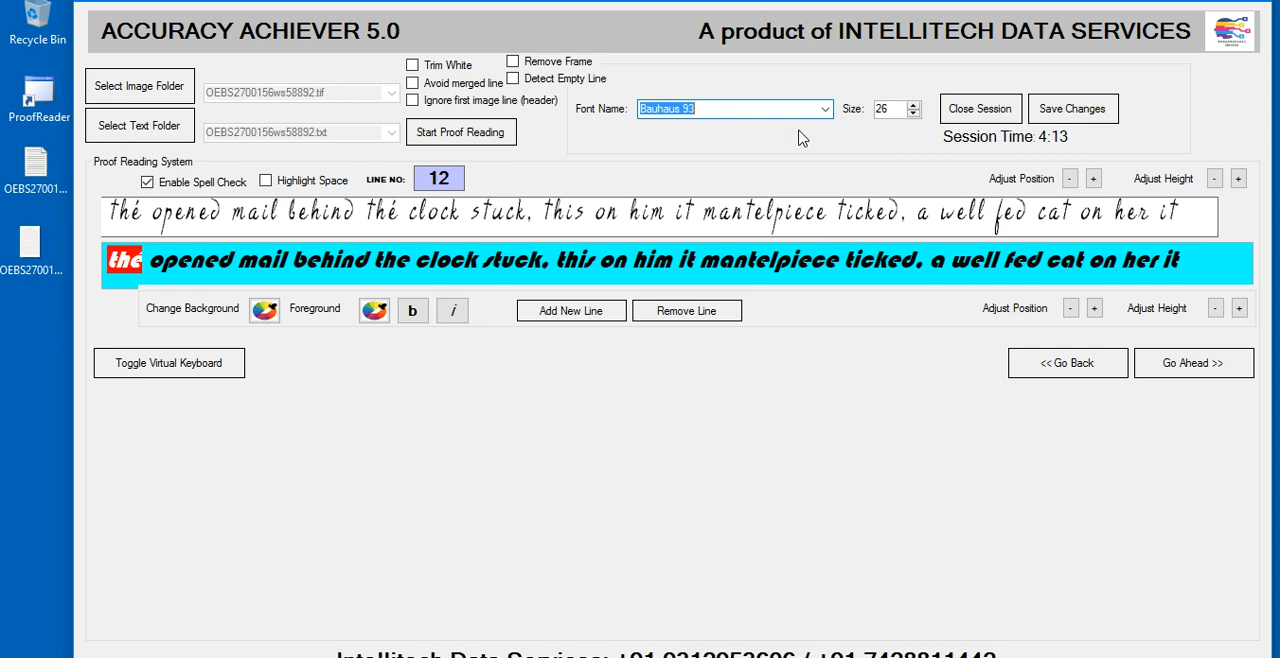 Recycle Bin
ProofReader
OEBS27001...
OEBS27001...
ACCURACY ACHIEVER 5.0
A product of INTELLITECH DATA SERVICES
Select Image Folder
OEBS2700156ws58892.tif
Trim White
Remove Frame
Avoid merged line
Detect Empty Line
Ignore first image line (header)
Select Text Folder
OEBS2700156ws58892.txt
Start Proof Reading
Font Name:
Bauhaus 93
Size:
26
Close Session
Save Changes
Session Time: 4:13
Proof Reading System
Enable Spell Check
Highlight Space
LINE NO:
12
Adjust Position
-
+
Adjust Height
-
+
thé opened mail behind thé clock stuck, this on him it mantelpiece ticked, a well fed cat on her it
thé opened mail behind the clock stuck, this on him it mantelpiece ticked, a well fed cat on her it
Change Background
Foreground
b
i
Add New Line
Remove Line
Adjust Position
-
+
Adjust Height
-
+
Toggle Virtual Keyboard
<< Go Back
Go Ahead >>
Intellitech Data Services: